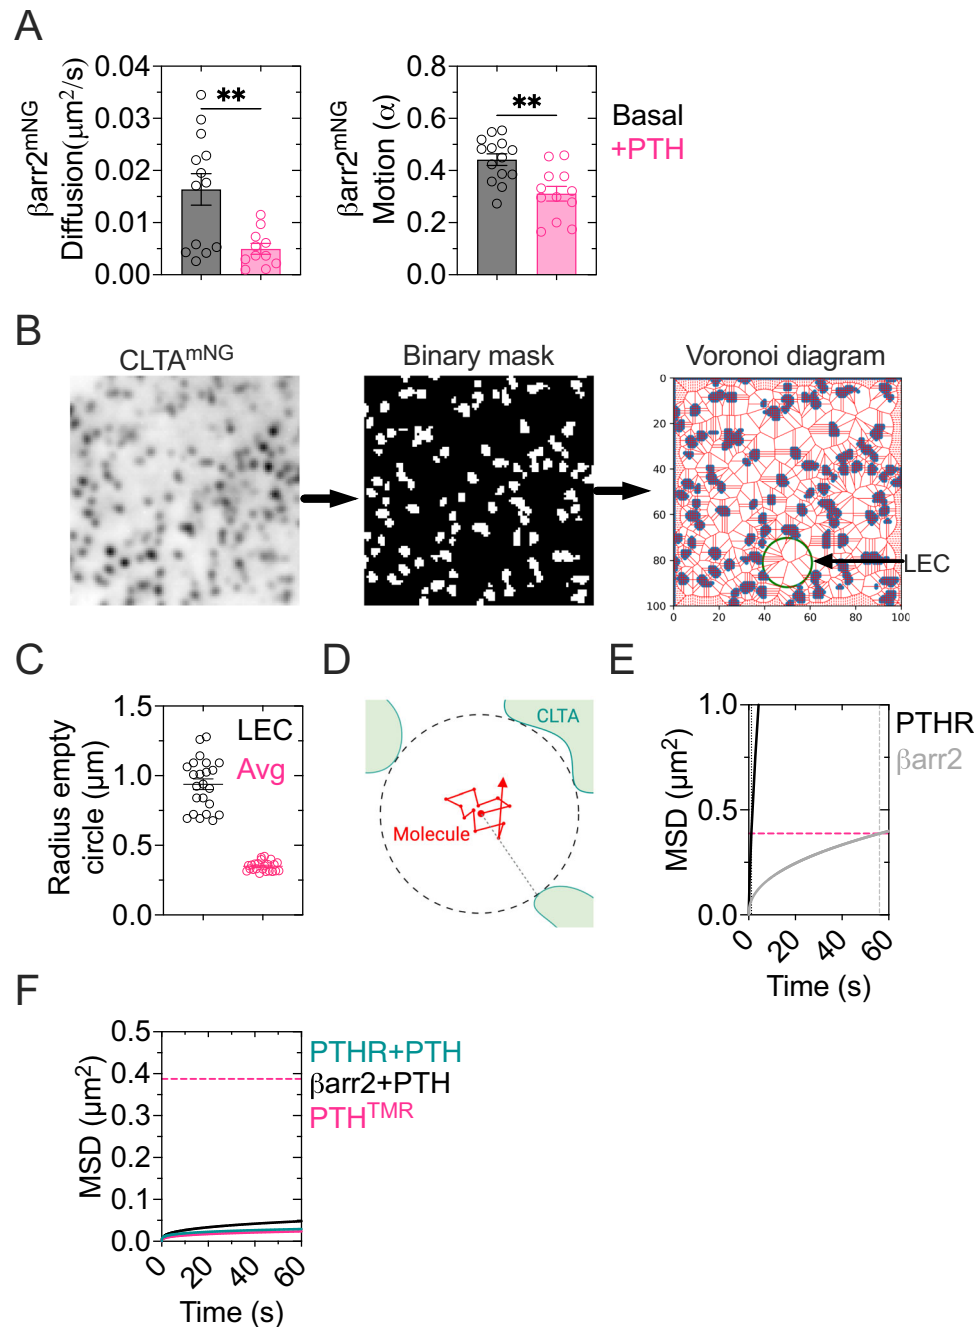 A
βarr2mNG
Diffusion(μm2/s)
0.04
0.03
0.02
0.01
0.00
**
βarr2mNG
Motion (α)
0.8
0.6
0.4
0.2
0.0
**
Basal
+PTH
B
CLTAmNG
Binary mask
Voronoi diagram
0
20
40
60
80
100
0 20 40 60 80 100
LEC
C
Radius empty
circle (μm)
1.5
1.0
0.5
0.0
LEC
Avg
D
CLTA
Molecule
E
MSD (μm2)
1.0
0.5
0.0
0 20 40 60
Time (s)
PTHR
βarr2
F
MSD (μm2)
0.5
0.4
0.3
0.2
0.1
0.0
0 20 40 60
Time (s)
PTHR+PTH
βarr2+PTH
PTHTMR